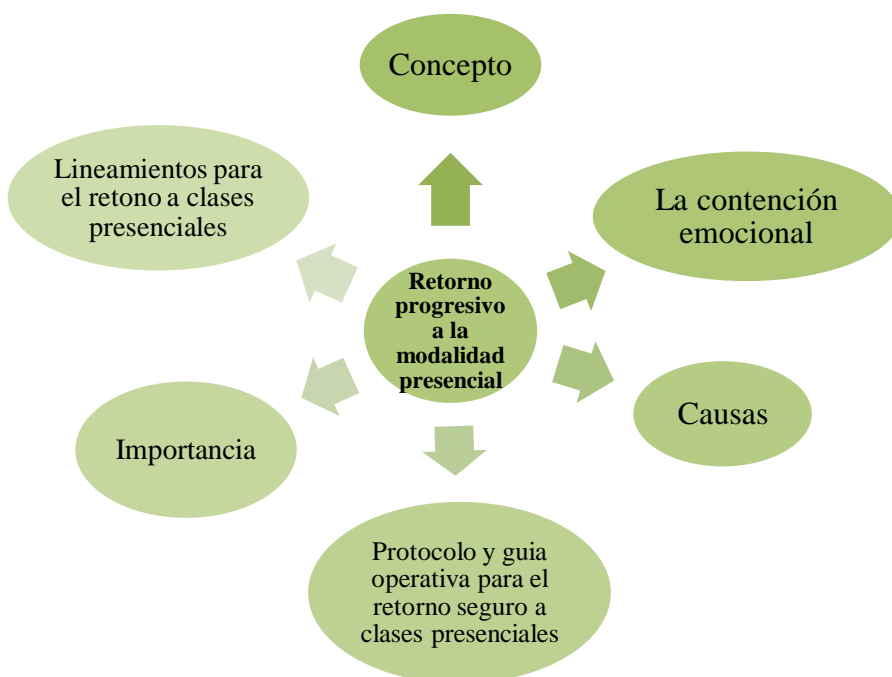 Concepto
Lineamientos para
el retono a clases
presenciales
La contención
emocional
Retorno
progresivo
a la
modalidad
presencial
Causas
Importancia
Protocolo y guia
operativa para el
retorno seguro a
clases presenciales